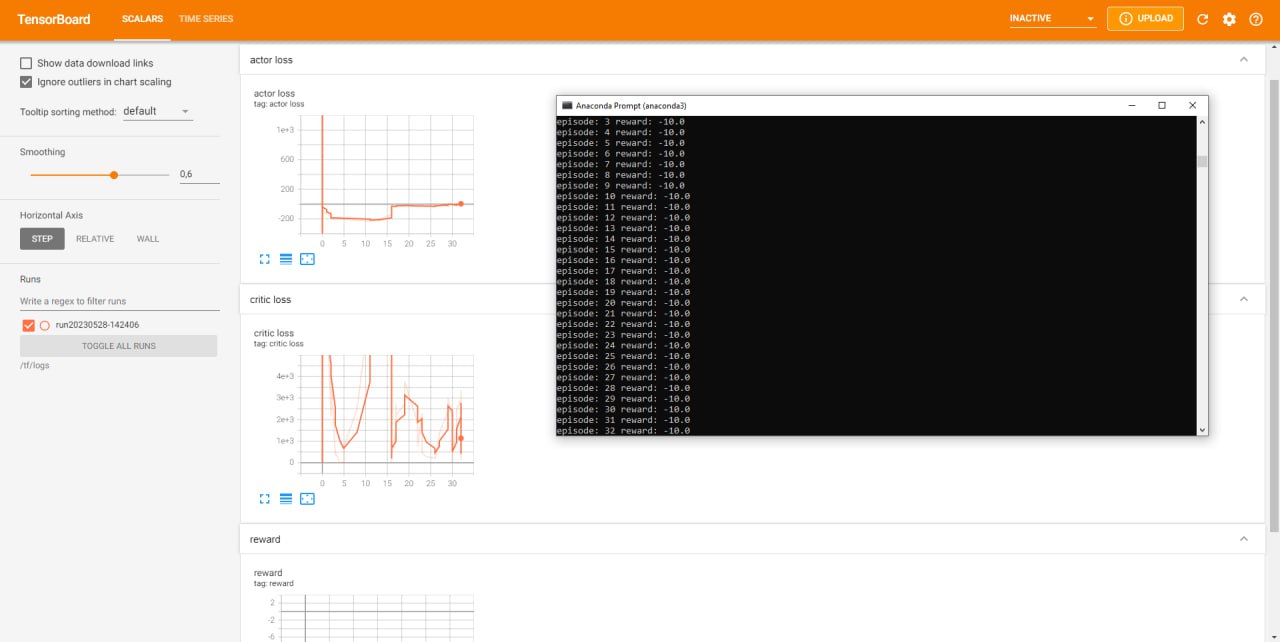 TensorBoard
SCALARS
TIME SERIES
INACTIVE
UPLOAD
Show data download links
Ignore outliers in chart scaling
Tooltip sorting method: default
Smoothing
0,6
Horizontal Axis
STEP
RELATIVE
WALL
Runs
Write a regex to filter runs
run20230528-142406
TOGGLE ALL RUNS
/tf/logs
actor loss
actor loss
tag: actor loss
1e+3
600
200
-200
0 5 10 15 20 25 30
critic loss
critic loss
tag: critic loss
4e+3
3e+3
2e+3
1e+3
0
0 5 10 15 20 25 30
reward
reward
tag: reward
2
-2
-6
Anaconda Prompt (anaconda3)
episode: 3 reward: -10.0
episode: 4 reward: -10.0
episode: 5 reward: -10.0
episode: 6 reward: -10.0
episode: 7 reward: -10.0
episode: 8 reward: -10.0
episode: 9 reward: -10.0
episode: 10 reward: -10.0
episode: 11 reward: -10.0
episode: 12 reward: -10.0
episode: 13 reward: -10.0
episode: 14 reward: -10.0
episode: 15 reward: -10.0
episode: 16 reward: -10.0
episode: 17 reward: -10.0
episode: 18 reward: -10.0
episode: 19 reward: -10.0
episode: 20 reward: -10.0
episode: 21 reward: -10.0
episode: 22 reward: -10.0
episode: 23 reward: -10.0
episode: 24 reward: -10.0
episode: 25 reward: -10.0
episode: 26 reward: -10.0
episode: 27 reward: -10.0
episode: 28 reward: -10.0
episode: 29 reward: -10.0
episode: 30 reward: -10.0
episode: 31 reward: -10.0
episode: 32 reward: -10.0